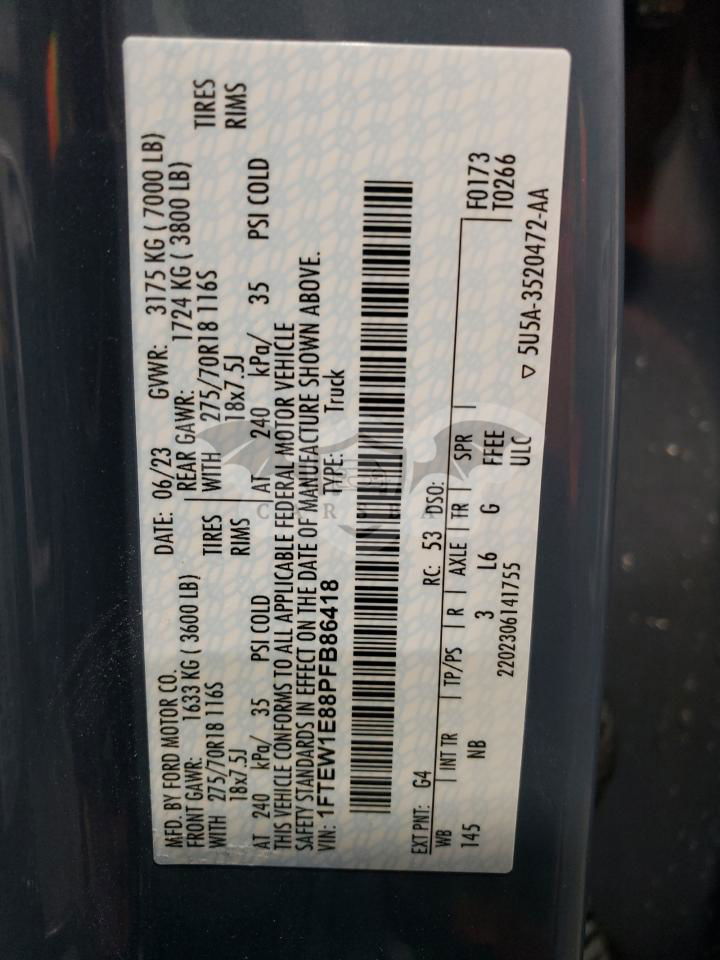 MFD. BY FORD MOTOR CO. DATE: 06/23 GVWR: 3175 KG ( 7000 LB)
FRONT GAWR: 1633 KG ( 3600 LB) REAR GAWR: 1724 KG ( 3800 LB)
WITH 275/70R18 116S TIRES WITH 275/70R18 116S TIRES
18x7.5J RIMS 18x7.5J RIMS
AT 240 kPa/ 35 PSI COLD AT 240 kPa/ 35 PSI COLD
THIS VEHICLE CONFORMS TO ALL APPLICABLE FEDERAL MOTOR VEHICLE
SAFETY STANDARDS IN EFFECT ON THE DATE OF MANUFACTURE SHOWN ABOVE.
VIN: 1FTEW1E88PFB86418 TYPE: Truck
CAROBA
EXT PNT: G4 RC: 53 DSO: F0173
WB INT TR TP/PS R AXLE TR SPR T0266
145 NB 3 L6 G FFEE
2202306141755 ULC
▽ 5U5A-3520472-AA